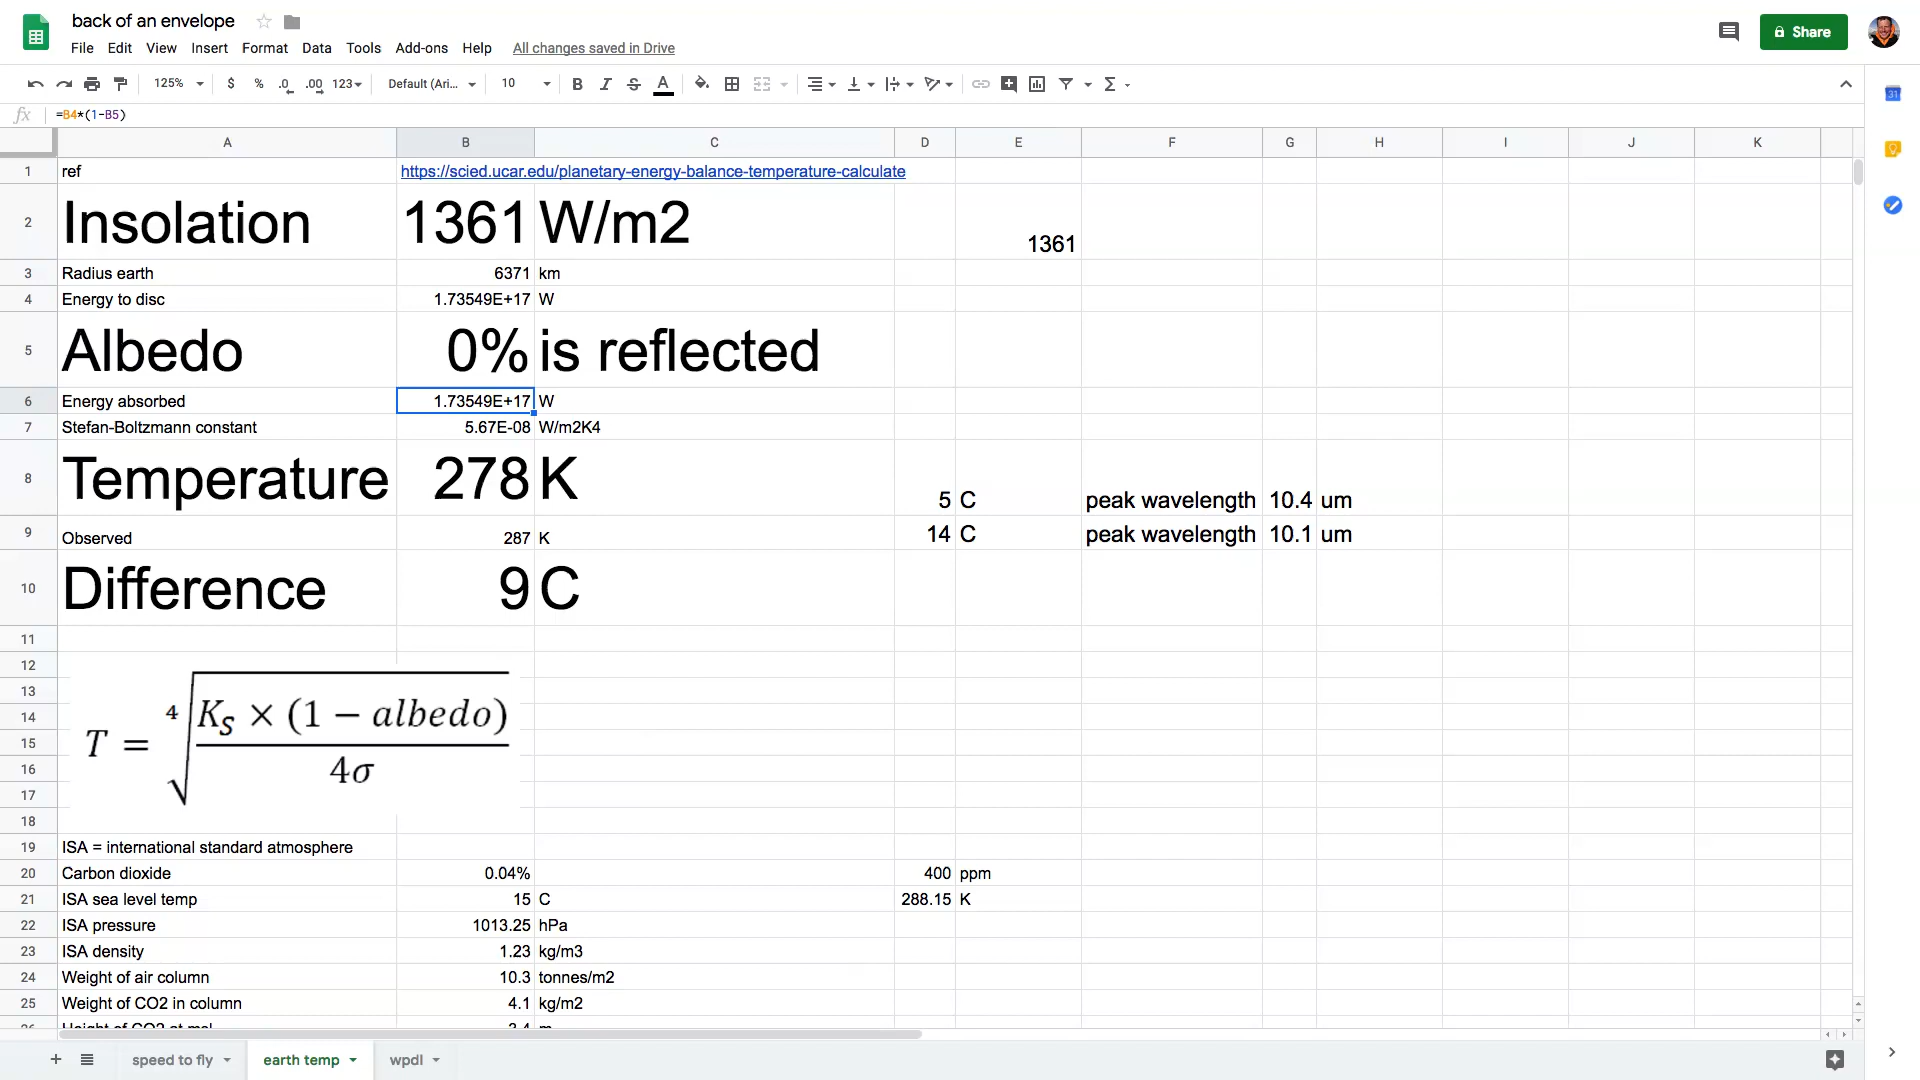 back of an envelope
File Edit View Insert Format Data Tools Add-ons Help All changes saved in Drive
Share
125% $ % .0 .00 123 Default (Ari... 10 B I S A Σ
31
fx =B4*(1-B5)
A B C D E F G H I J K
1 ref https://scied.ucar.edu/planetary-energy-balance-temperature-calculate
2 Insolation 1361 W/m2 1361
3 Radius earth 6371 km
4 Energy to disc 1.73549E+17 W
5 Albedo 0% is reflected
6 Energy absorbed 1.73549E+17 W
7 Stefan-Boltzmann constant 5.67E-08 W/m2K4
8 Temperature 278 K 5 C peak wavelength 10.4 um
9 Observed 287 K 14 C peak wavelength 10.1 um
10 Difference 9 C
11
12
13
14
15
16
17
18
T = ⁴√(K_S × (1 − albedo) / 4σ)
19 ISA = international standard atmosphere
20 Carbon dioxide 0.04% 400 ppm
21 ISA sea level temp 15 C 288.15 K
22 ISA pressure 1013.25 hPa
23 ISA density 1.23 kg/m3
24 Weight of air column 10.3 tonnes/m2
25 Weight of CO2 in column 4.1 kg/m2
+ speed to fly earth temp wpdl